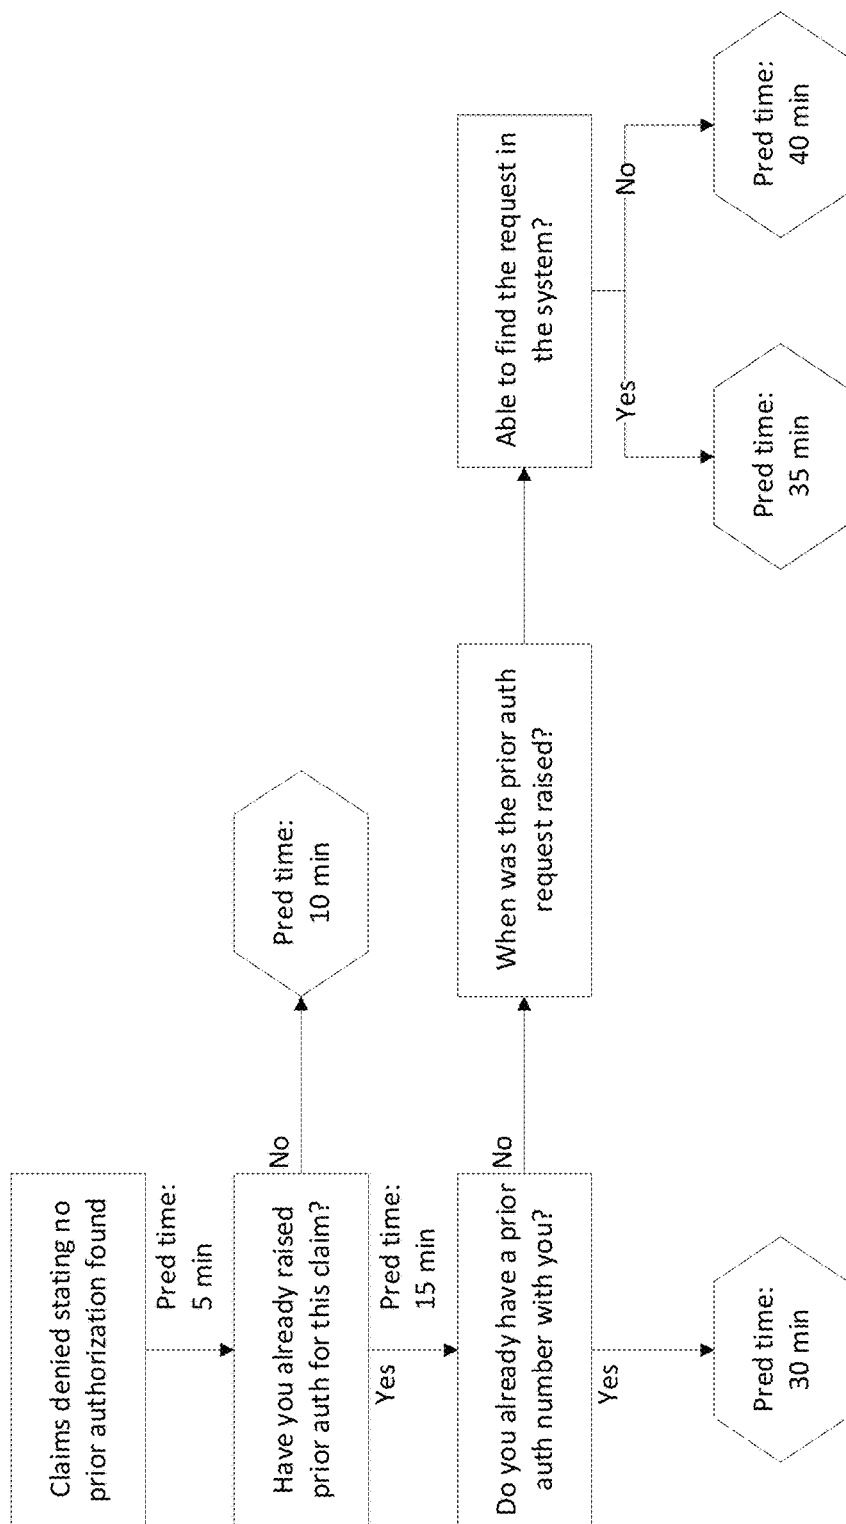 Claims denied stating no
prior authorization found
Pred time:
5 min
Have you already raised
prior auth for this claim?
No
Pred time:
10 min
Yes
Pred time:
15 min
Do you already have a prior
auth number with you?
No
When was the prior auth
request raised?
Able to find the request in
the system?
Yes
Pred time:
30 min
Yes
Pred time:
35 min
No
Pred time:
40 min